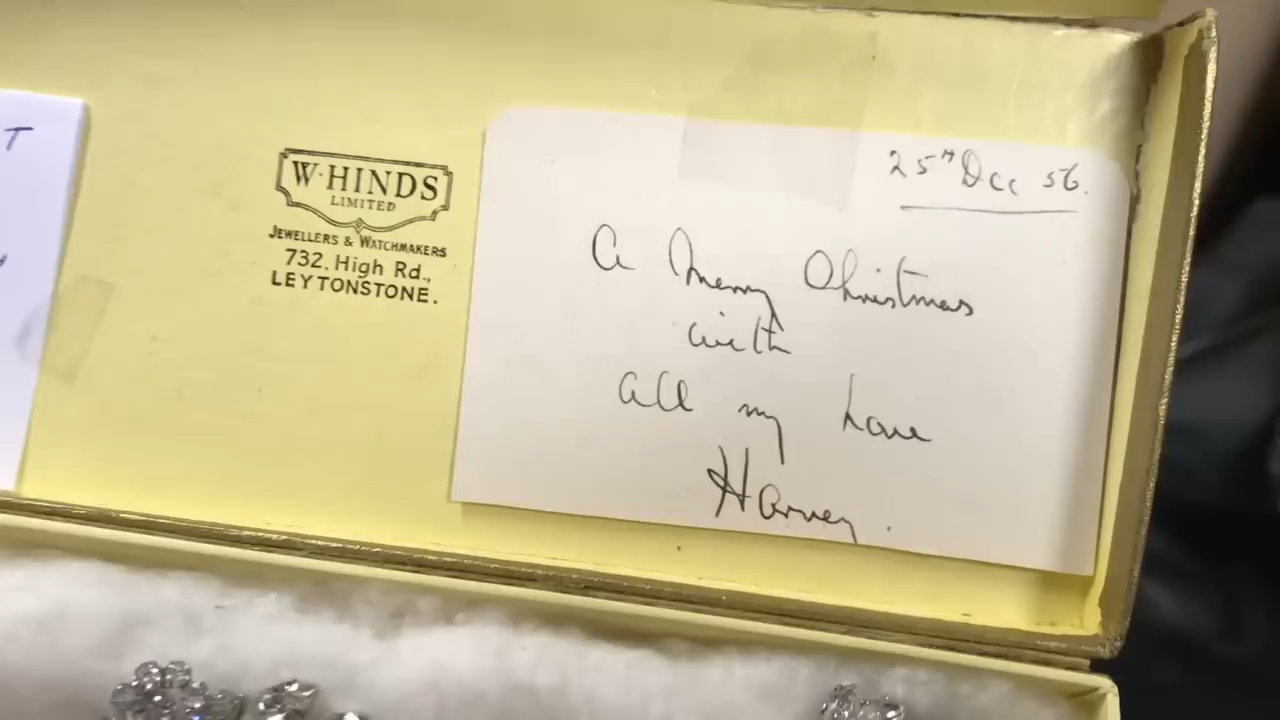 T
W·HINDS
LIMITED
JEWELLERS & WATCHMAKERS
732, High Rd.,
LEYTONSTONE.
25th Dec 56.
A Merry Christmas
with
all my love
Harvey.